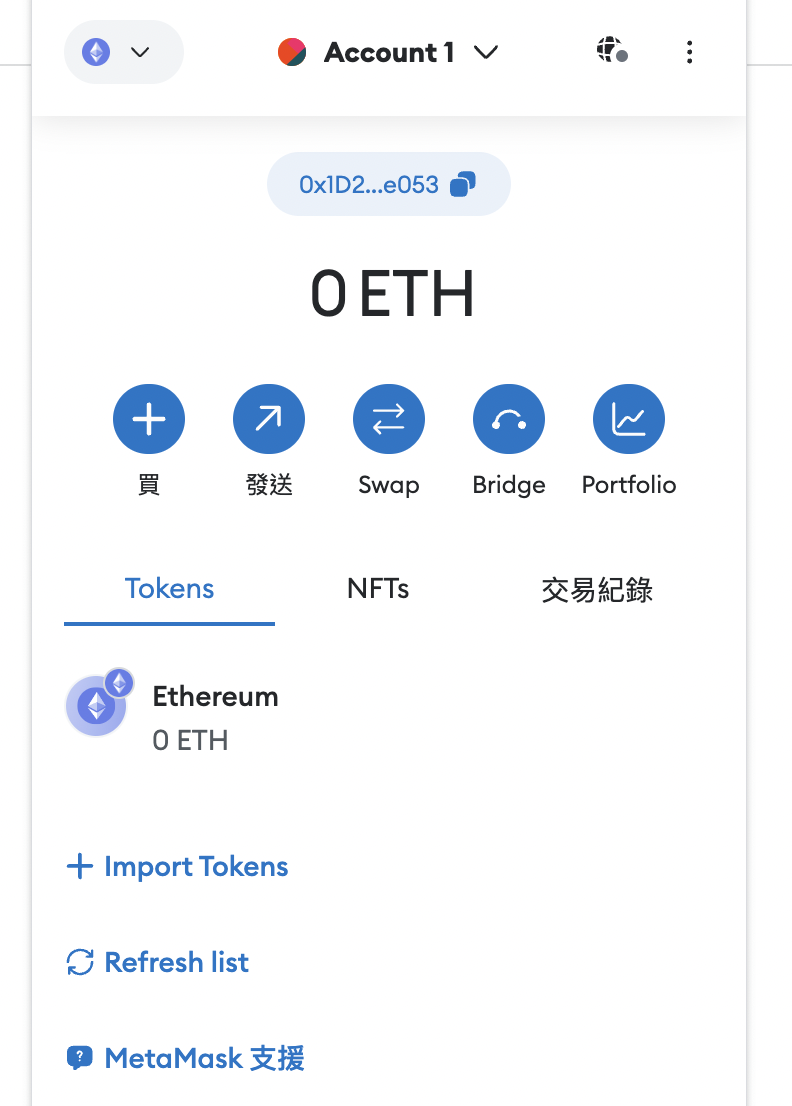 Account 1
0x1D2...e053
0 ETH
買 發送 Swap Bridge Portfolio
Tokens NFTs 交易紀錄
Ethereum
0 ETH
Import Tokens
Refresh list
MetaMask 支援